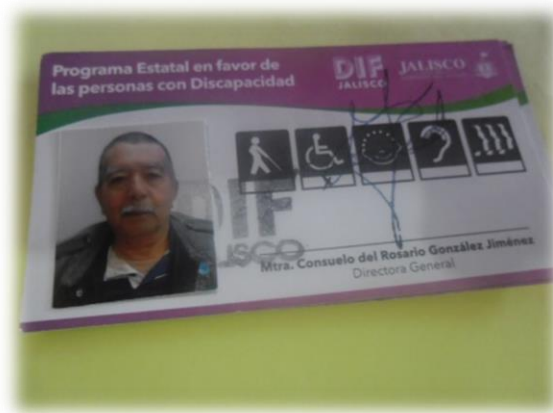 Programa Estatal en favor de
las personas con Discapacidad
DIF
JALISCO
JALISCO
DIF
JALISCO
Mtra. Consuelo del Rosario González Jiménez
Directora General